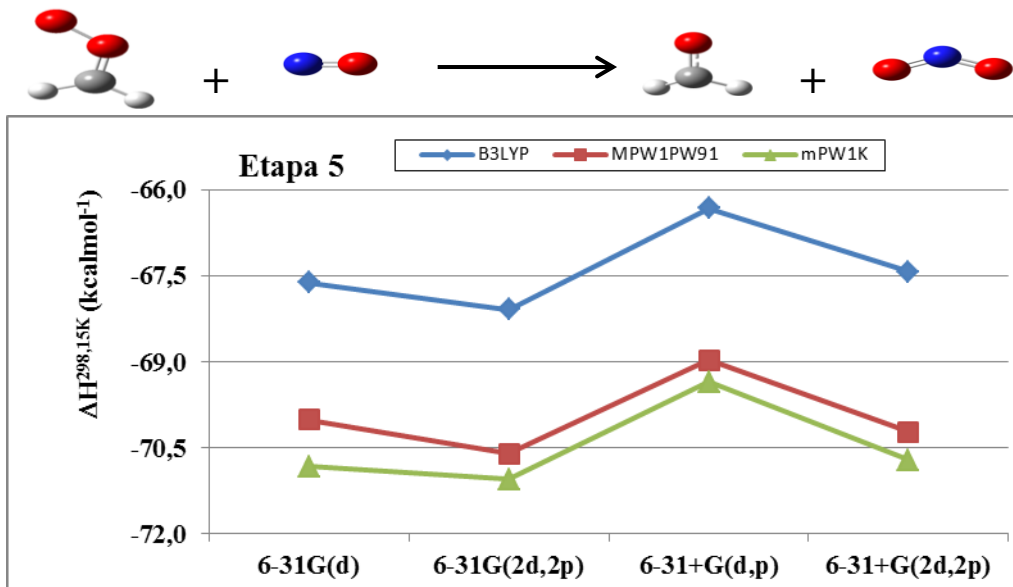 +
+
B3LYP MPW1PW91 mPW1K
Etapa 5
ΔH²⁹⁸,¹⁵ᴷ (kcalmol⁻¹)
-66,0
-67,5
-69,0
-70,5
-72,0
6-31G(d) 6-31G(2d,2p) 6-31+G(d,p) 6-31+G(2d,2p)